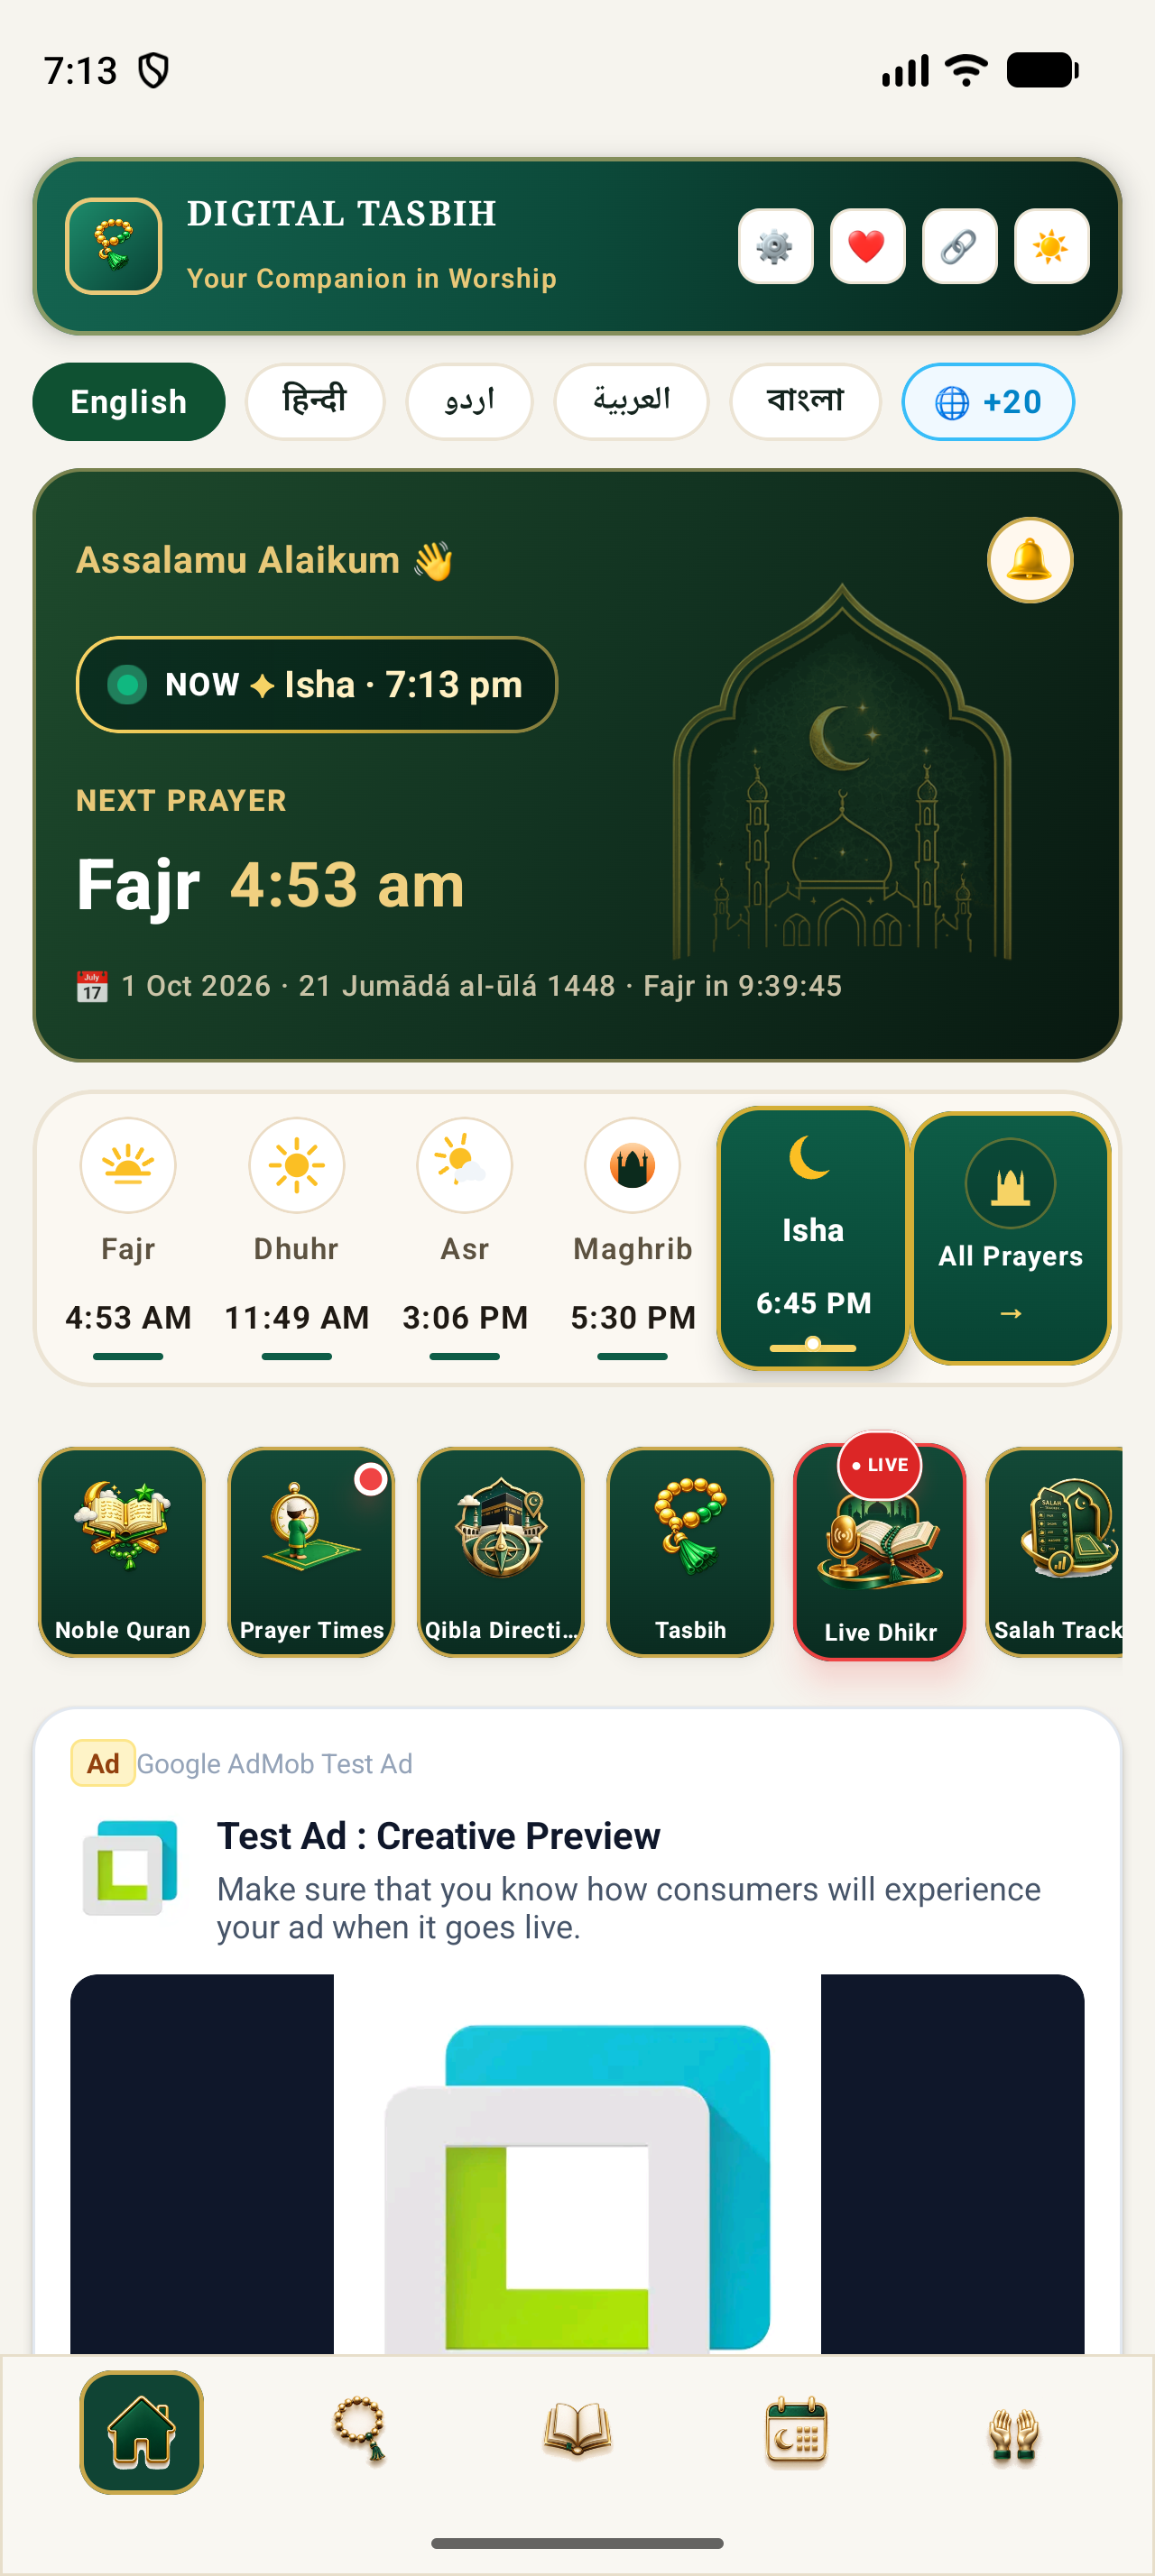 7:13
DIGITAL TASBIH
Your Companion in Worship
English
हिन्दी
اردو
العربية
বাংলা
+20
Assalamu Alaikum
NOW ✦ Isha · 7:13 pm
NEXT PRAYER
Fajr 4:53 am
July 17 1 Oct 2026 · 21 Jumādá al-ūlá 1448 · Fajr in 9:39:45
Fajr
4:53 AM
Dhuhr
11:49 AM
Asr
3:06 PM
Maghrib
5:30 PM
Isha
6:45 PM
All Prayers
→
Noble Quran
Prayer Times
Qibla Directi...
Tasbih
• LIVE
Live Dhikr
SALAH
Salah Track
Ad Google AdMob Test Ad
Test Ad : Creative Preview
Make sure that you know how consumers will experience
your ad when it goes live.